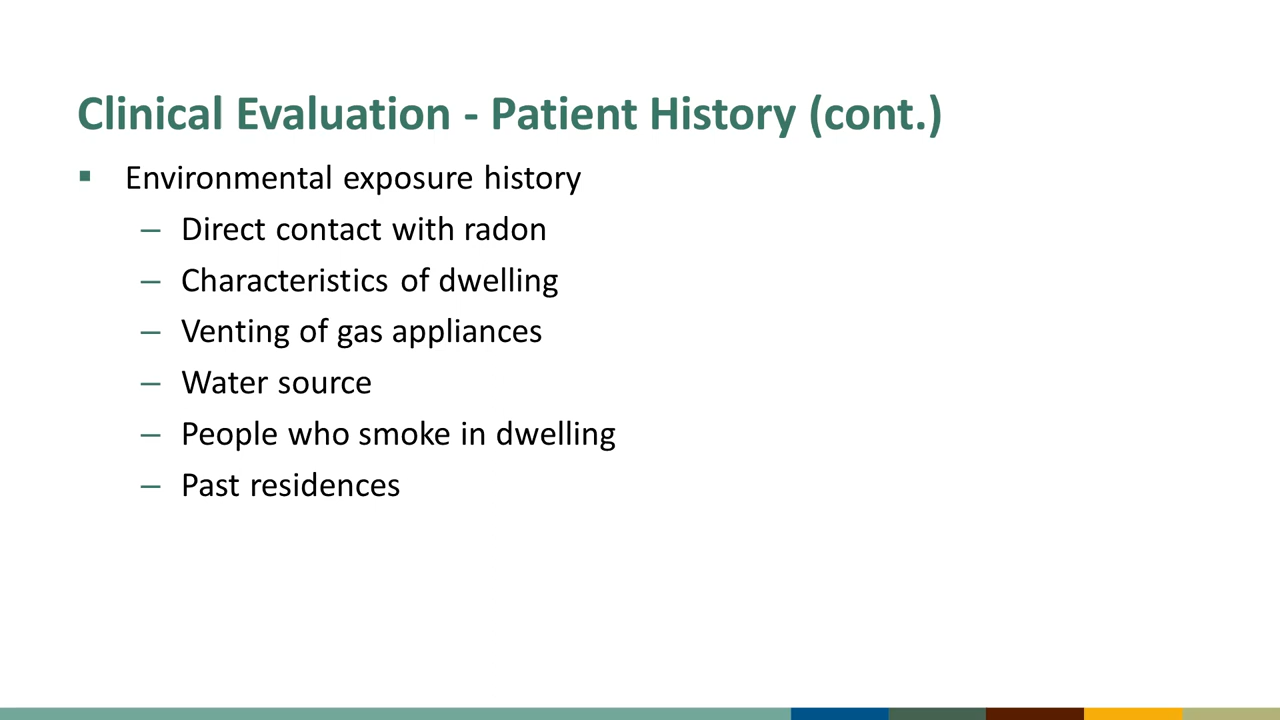 Clinical Evaluation - Patient History (cont.)
▪ Environmental exposure history
– Direct contact with radon
– Characteristics of dwelling
– Venting of gas appliances
– Water source
– People who smoke in dwelling
– Past residences